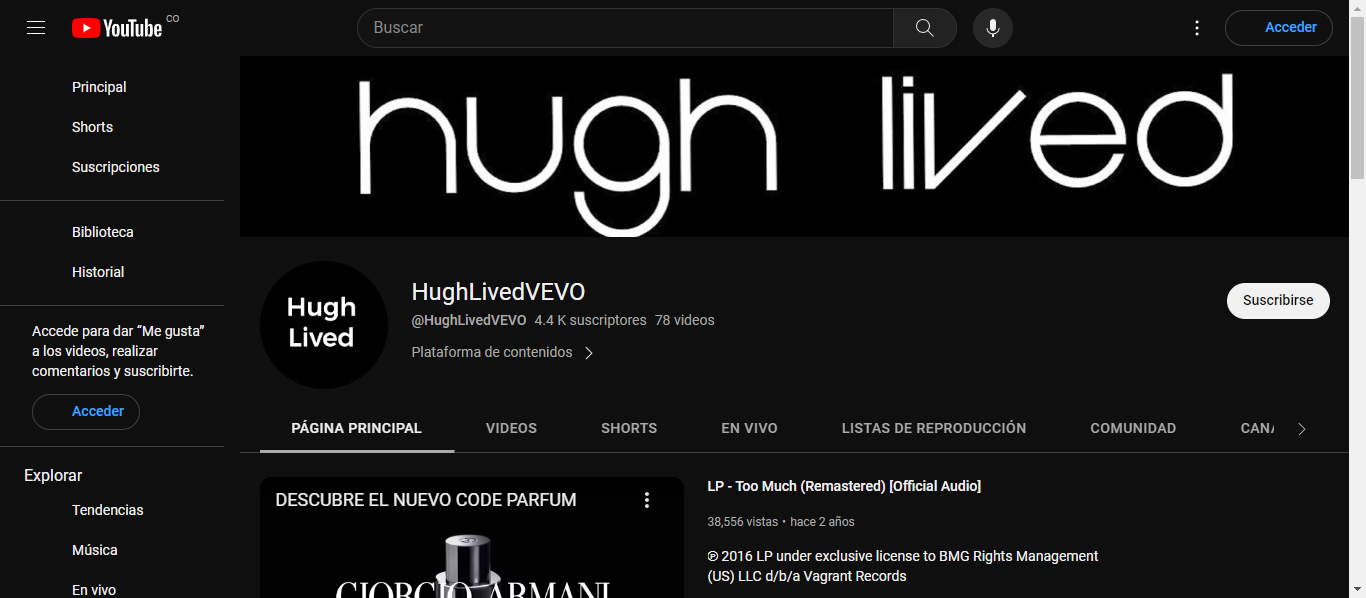 YouTube CO
Buscar
Acceder
Principal
Shorts
Suscripciones
Biblioteca
Historial
Accede para dar “Me gusta”
a los videos, realizar
comentarios y suscribirte.
Acceder
Explorar
Tendencias
Música
En vivo
hugh lived
Hugh
Lived
HughLivedVEVO
@HughLivedVEVO 4.4 K suscriptores 78 videos
Plataforma de contenidos
Suscribirse
PÁGINA PRINCIPAL VIDEOS SHORTS EN VIVO LISTAS DE REPRODUCCIÓN COMUNIDAD CANA
DESCUBRE EL NUEVO CODE PARFUM
GIORGIO ARMANI
LP - Too Much (Remastered) [Official Audio]
38,556 vistas • hace 2 años
℗ 2016 LP under exclusive license to BMG Rights Management
(US) LLC d/b/a Vagrant Records